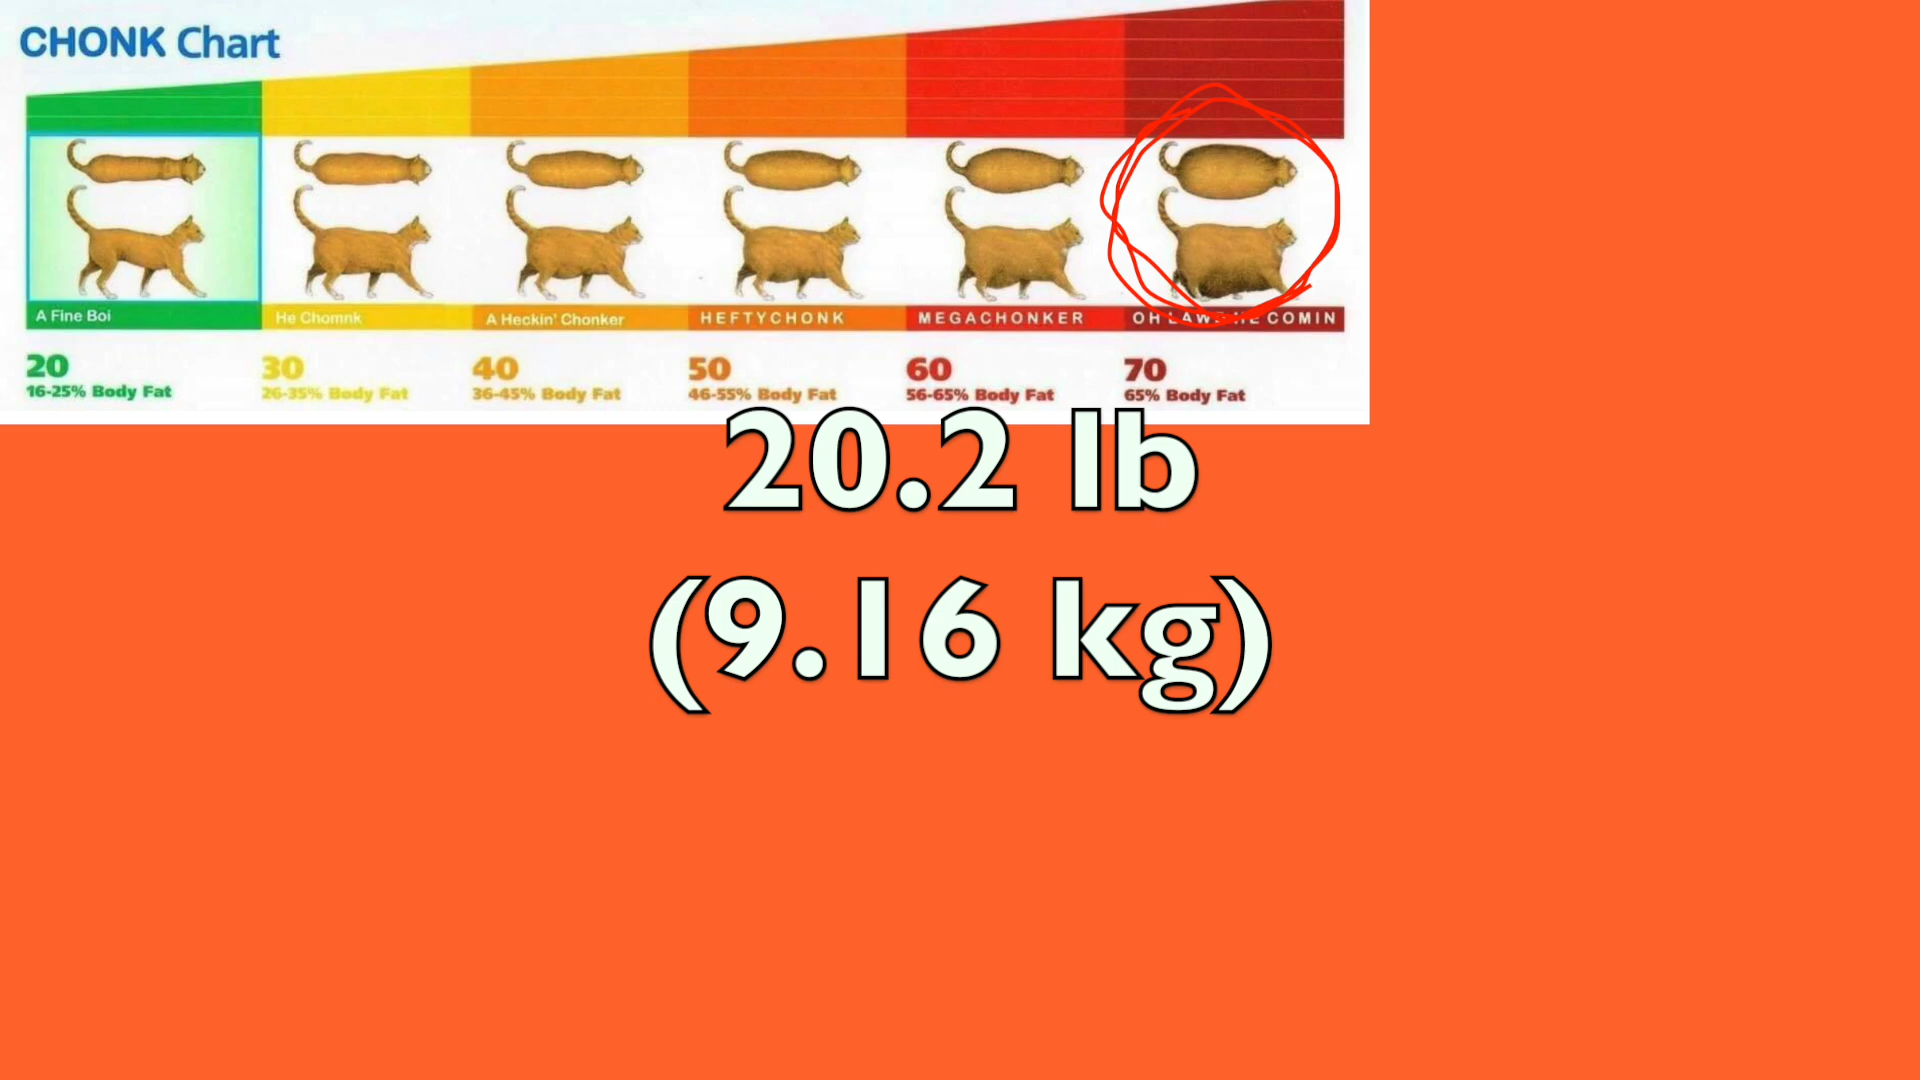 CHONK Chart
A Fine Boi
He Chomnk
A Heckin' Chonker
HEFTYCHONK
MEGACHONKER
OH LAWD HE COMIN
20
16-25% Body Fat
30
26-35% Body Fat
40
36-45% Body Fat
50
46-55% Body Fat
60
56-65% Body Fat
70
65% Body Fat
20.2 lb
(9.16 kg)